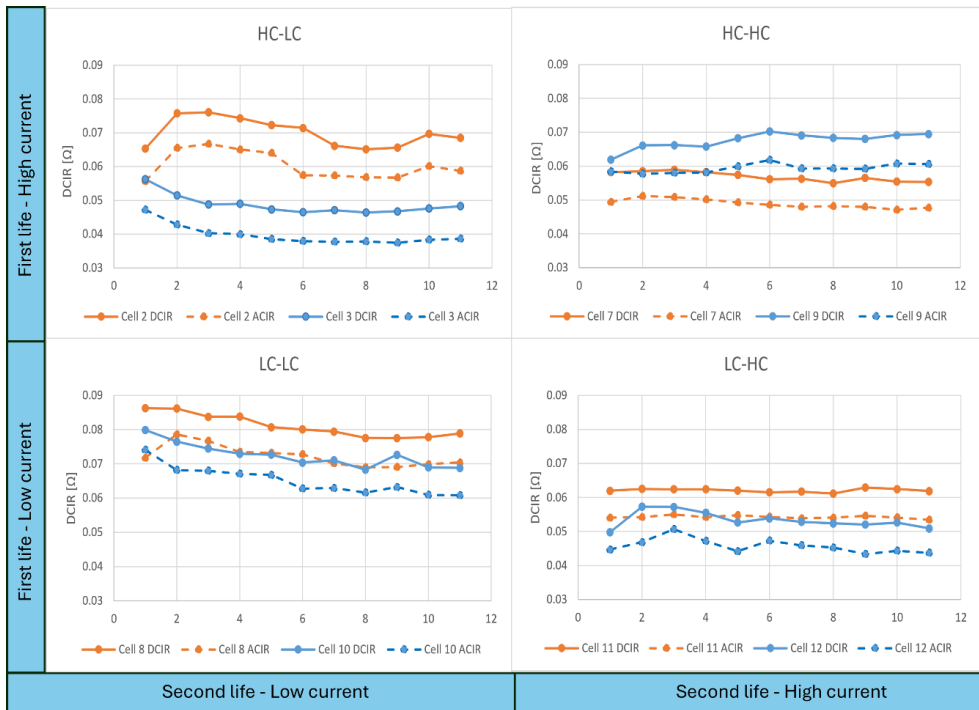 First life - High current
HC-LC
DCIR [Ω]
0.09
0.08
0.07
0.06
0.05
0.04
0.03
0 2 4 6 8 10 12
Cell 2 DCIR Cell 2 ACIR Cell 3 DCIR Cell 3 ACIR
HC-HC
DCIR [Ω]
0.09
0.08
0.07
0.06
0.05
0.04
0.03
0 2 4 6 8 10 12
Cell 7 DCIR Cell 7 ACIR Cell 9 DCIR Cell 9 ACIR
First life - Low current
LC-LC
DCIR [Ω]
0.09
0.08
0.07
0.06
0.05
0.04
0.03
0 2 4 6 8 10 12
Cell 8 DCIR Cell 8 ACIR Cell 10 DCIR Cell 10 ACIR
LC-HC
DCIR [Ω]
0.09
0.08
0.07
0.06
0.05
0.04
0.03
0 2 4 6 8 10 12
Cell 11 DCIR Cell 11 ACIR Cell 12 DCIR Cell 12 ACIR
Second life - Low current
Second life - High current